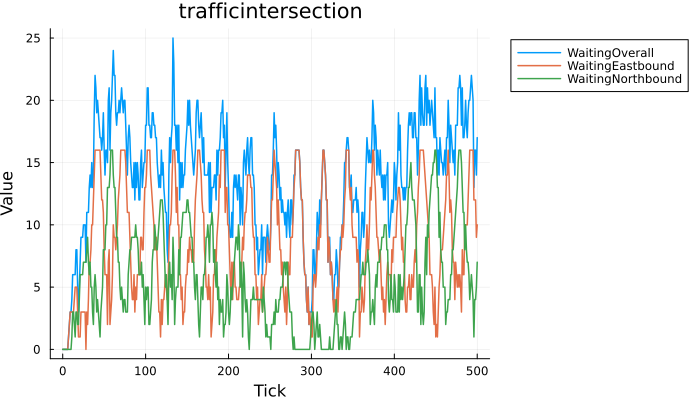 trafficintersection
Value
25
20
15
10
5
0
0 100 200 300 400 500
Tick
WaitingOverall
WaitingEastbound
WaitingNorthbound